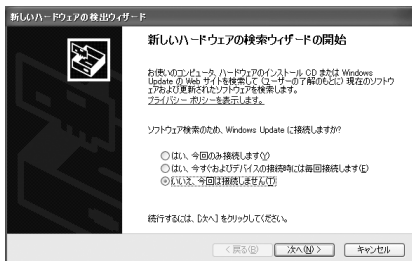 新しいハードウェアの検出ウィザード
新しいハードウェアの検索ウィザードの開始
お使いのコンピュータ、ハードウェアのインストール CD または Windows
Update の Web サイトを検索して (ユーザーの了解のもとに) 現在のソフトウ
ェアおよび更新されたソフトウェアを検索します。
プライバシー ポリシーを表示します。
ソフトウェア検索のため、Windows Update に接続しますか?
はい、今回のみ接続します(Y)
はい、今すぐおよびデバイスの接続時には毎回接続します(E)
いいえ、今回は接続しません(T)
続行するには、[次へ] をクリックしてください。
< 戻る(B)
次へ(N) >
キャンセル